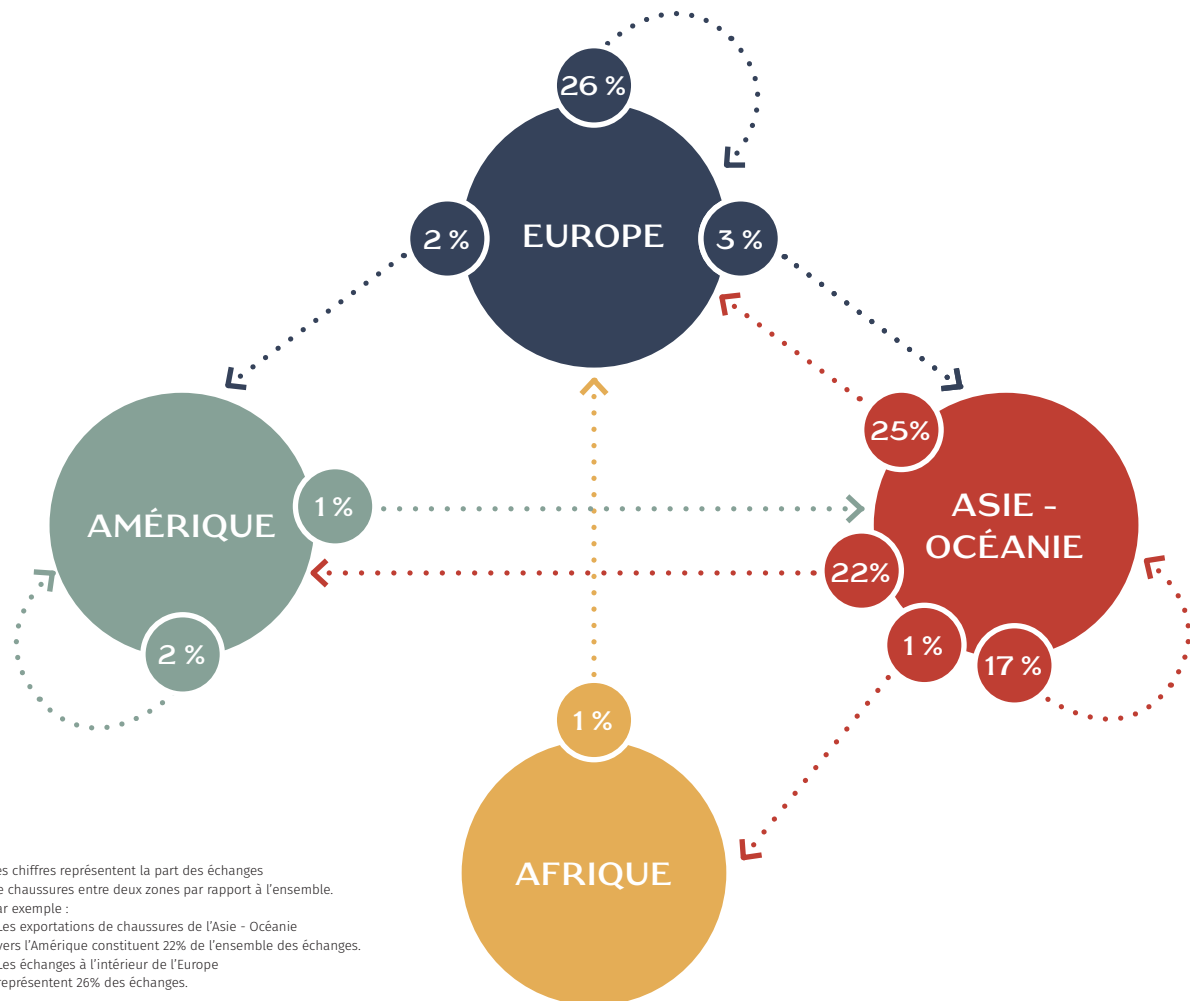 26 %
EUROPE
2 %
3 %
25%
AMÉRIQUE
1 %
ASIE -
OCÉANIE
22%
1 %
17 %
2 %
1 %
AFRIQUE
es chiffres représentent la part des échanges
e chaussures entre deux zones par rapport à l'ensemble.
ar exemple :
Les exportations de chaussures de l'Asie - Océanie
vers l'Amérique constituent 22% de l'ensemble des échanges.
Les échanges à l'intérieur de l'Europe
représentent 26% des échanges.